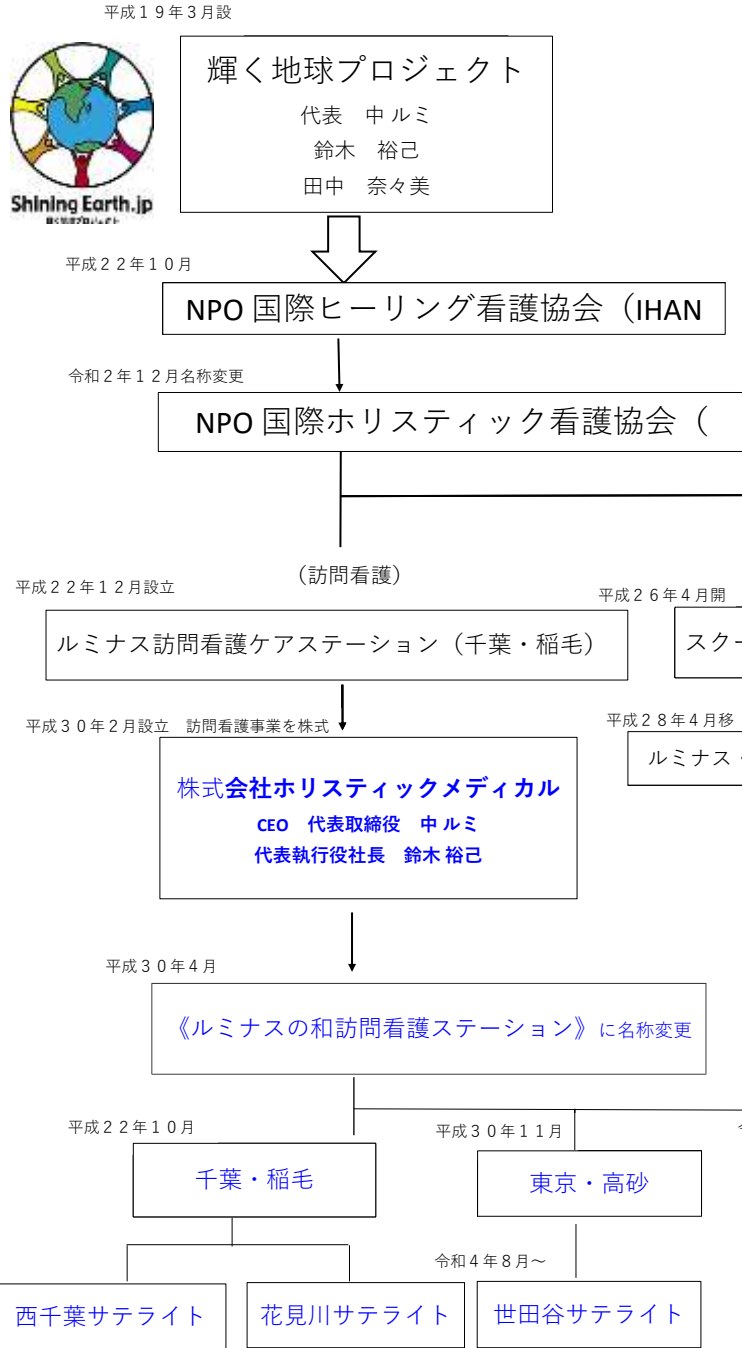 平成１９年３月設
輝く地球プロジェクト
代表　中 ルミ
鈴木　裕己
田中　奈々美
Shining Earth.jp
輝く地球プロジェクト
平成２２年１０月
NPO 国際ヒーリング看護協会（IHAN
令和２年１２月名称変更
NPO 国際ホリスティック看護協会（
（訪問看護）
平成２２年１２月設立
平成２６年４月開
ルミナス訪問看護ケアステーション（千葉・稲毛）
スクー
平成３０年２月設立　訪問看護事業を株式
平成２８年４月移
ルミナス・
株式会社ホリスティックメディカル
CEO　代表取締役　中 ルミ
代表執行役社長　鈴木 裕己
平成３０年４月
《ルミナスの和訪問看護ステーション》に名称変更
平成２２年１０月
平成３０年１１月
千葉・稲毛
東京・高砂
令和４年８月～
西千葉サテライト
花見川サテライト
世田谷サテライト